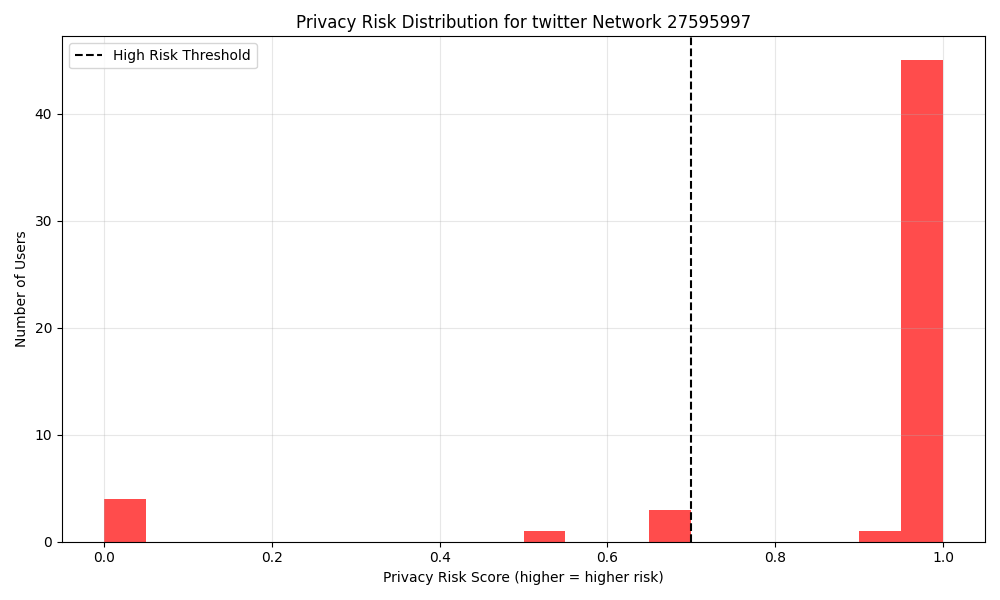 Privacy Risk Distribution for twitter Network 27595997
High Risk Threshold
Number of Users
40
30
20
10
0
0.0 0.2 0.4 0.6 0.8 1.0
Privacy Risk Score (higher = higher risk)